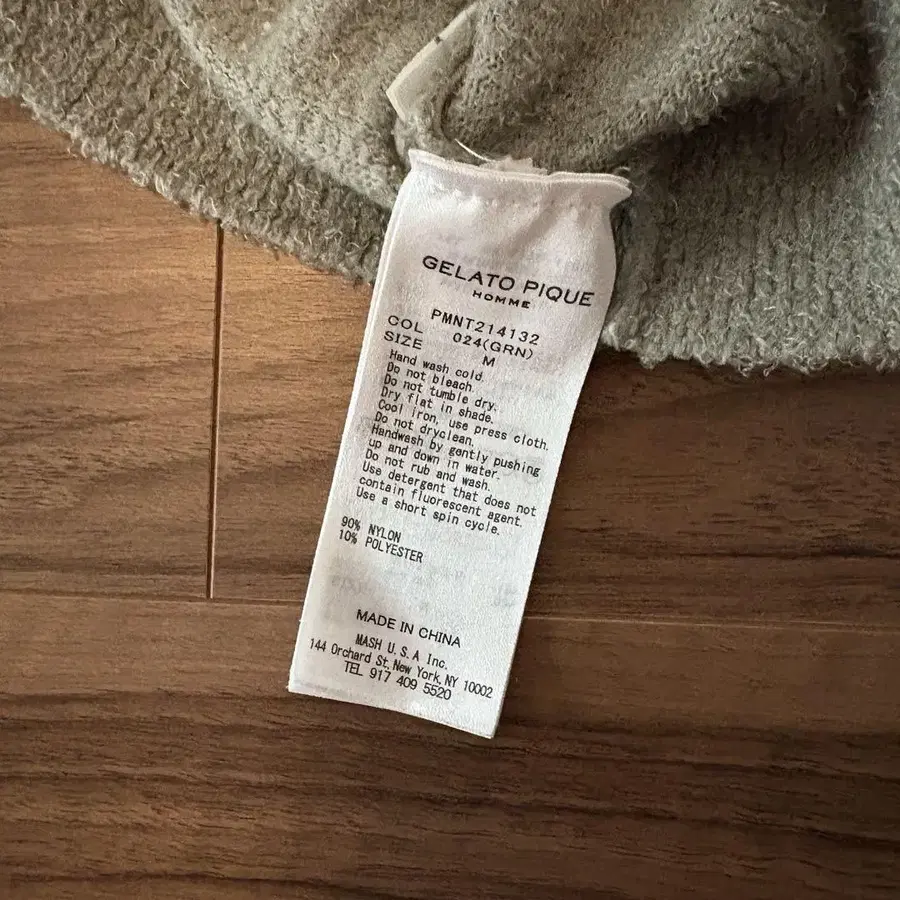 GELATO PIQUE
HOMME
PMNT214132
COL 024(GRN)
SIZE M
Hand wash cold.
Do not bleach.
Do not tumble dry.
Dry flat in shade.
Cool iron, use press cloth.
Do not dryclean.
Handwash by gently pushing
up and down in water.
Do not rub and wash.
Use detergent that does not
contain fluorescent agent.
Use a short spin cycle.
90% NYLON
10% POLYESTER
MADE IN CHINA
MASH U.S.A Inc.
144 Orchard St. New York, NY 10002
TEL 917 409 5520